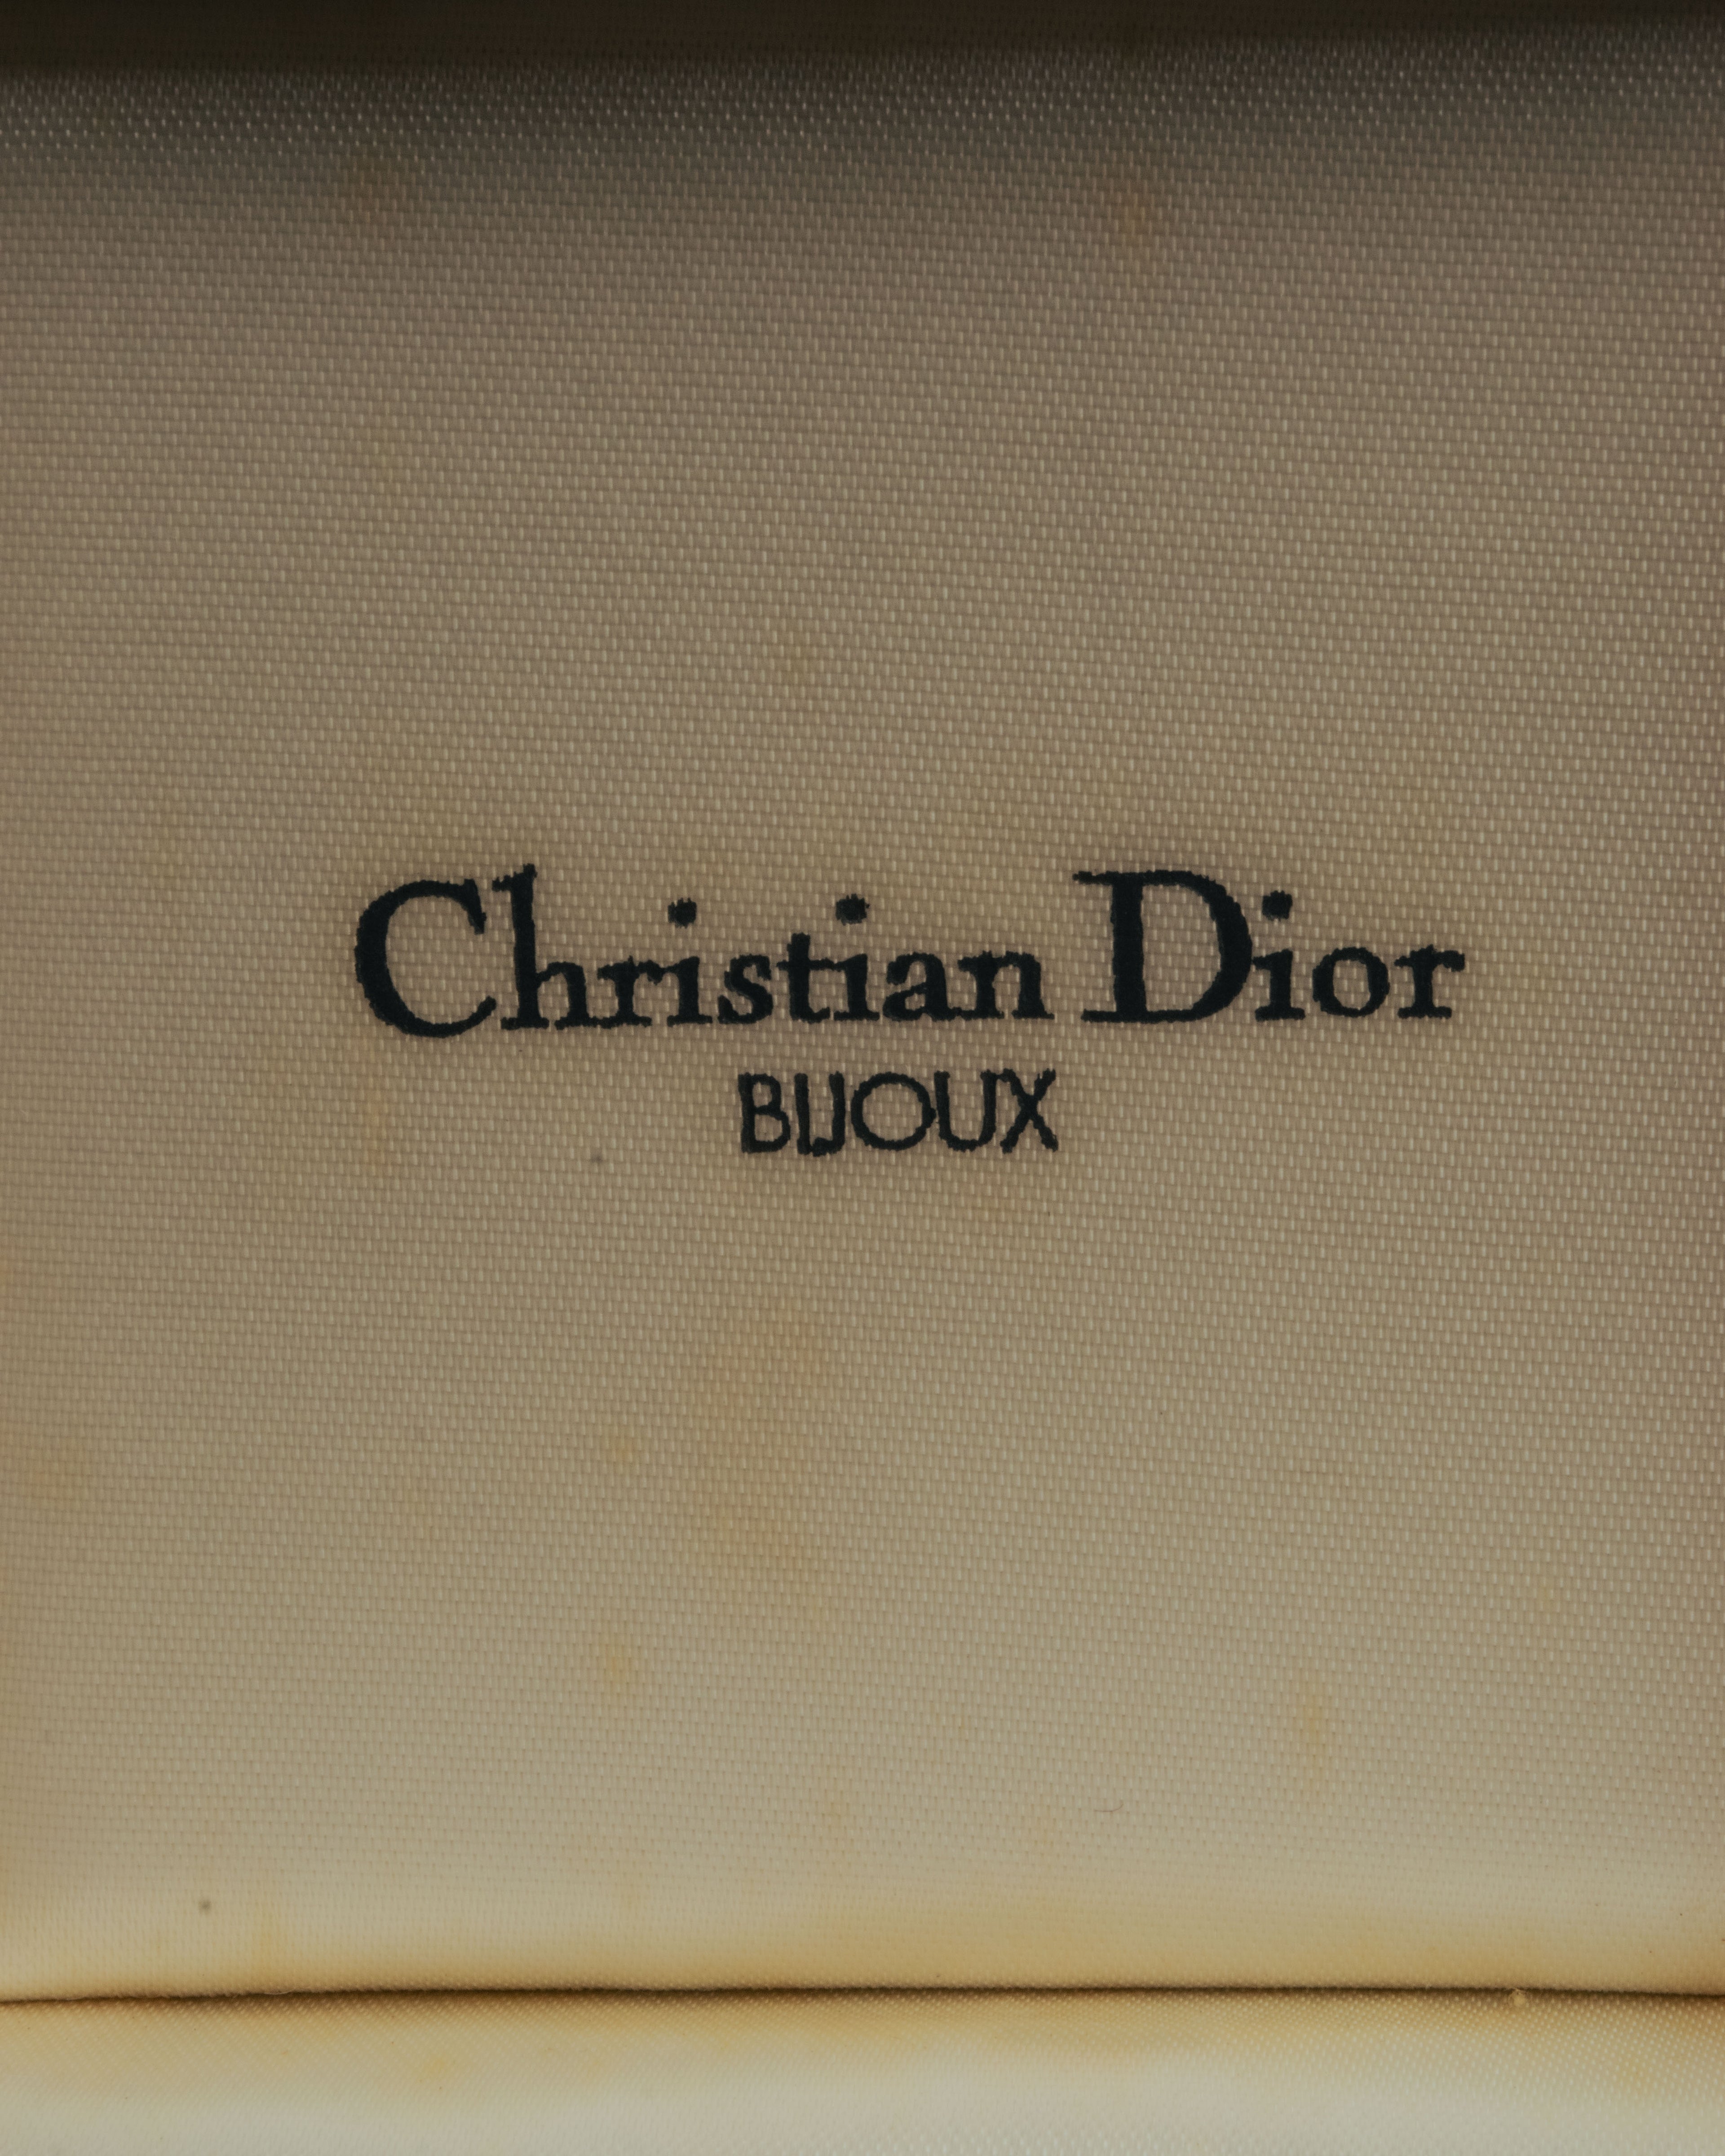 Christian Dior
BIJOUX